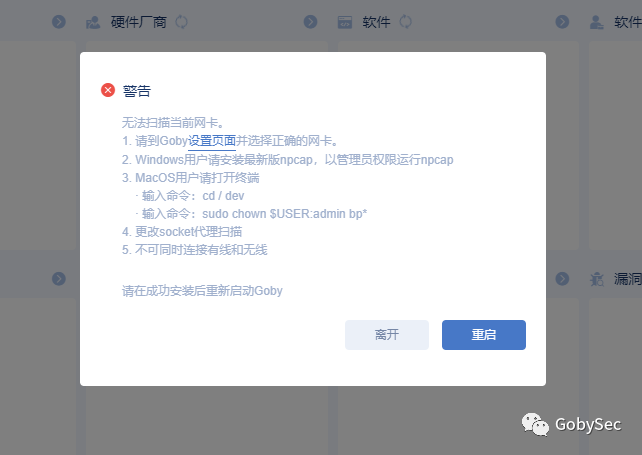 硬件厂商
软件
软件
警告
无法扫描当前网卡。
1. 请到Goby设置页面并选择正确的网卡。
2. Windows用户请安装最新版npcap，以管理员权限运行npcap
3. MacOS用户请打开终端
· 输入命令：cd / dev
· 输入命令：sudo chown $USER:admin bp*
4. 更改socket代理扫描
5. 不可同时连接有线和无线
漏洞
请在成功安装后重新启动Goby
离开
重启
GobySec